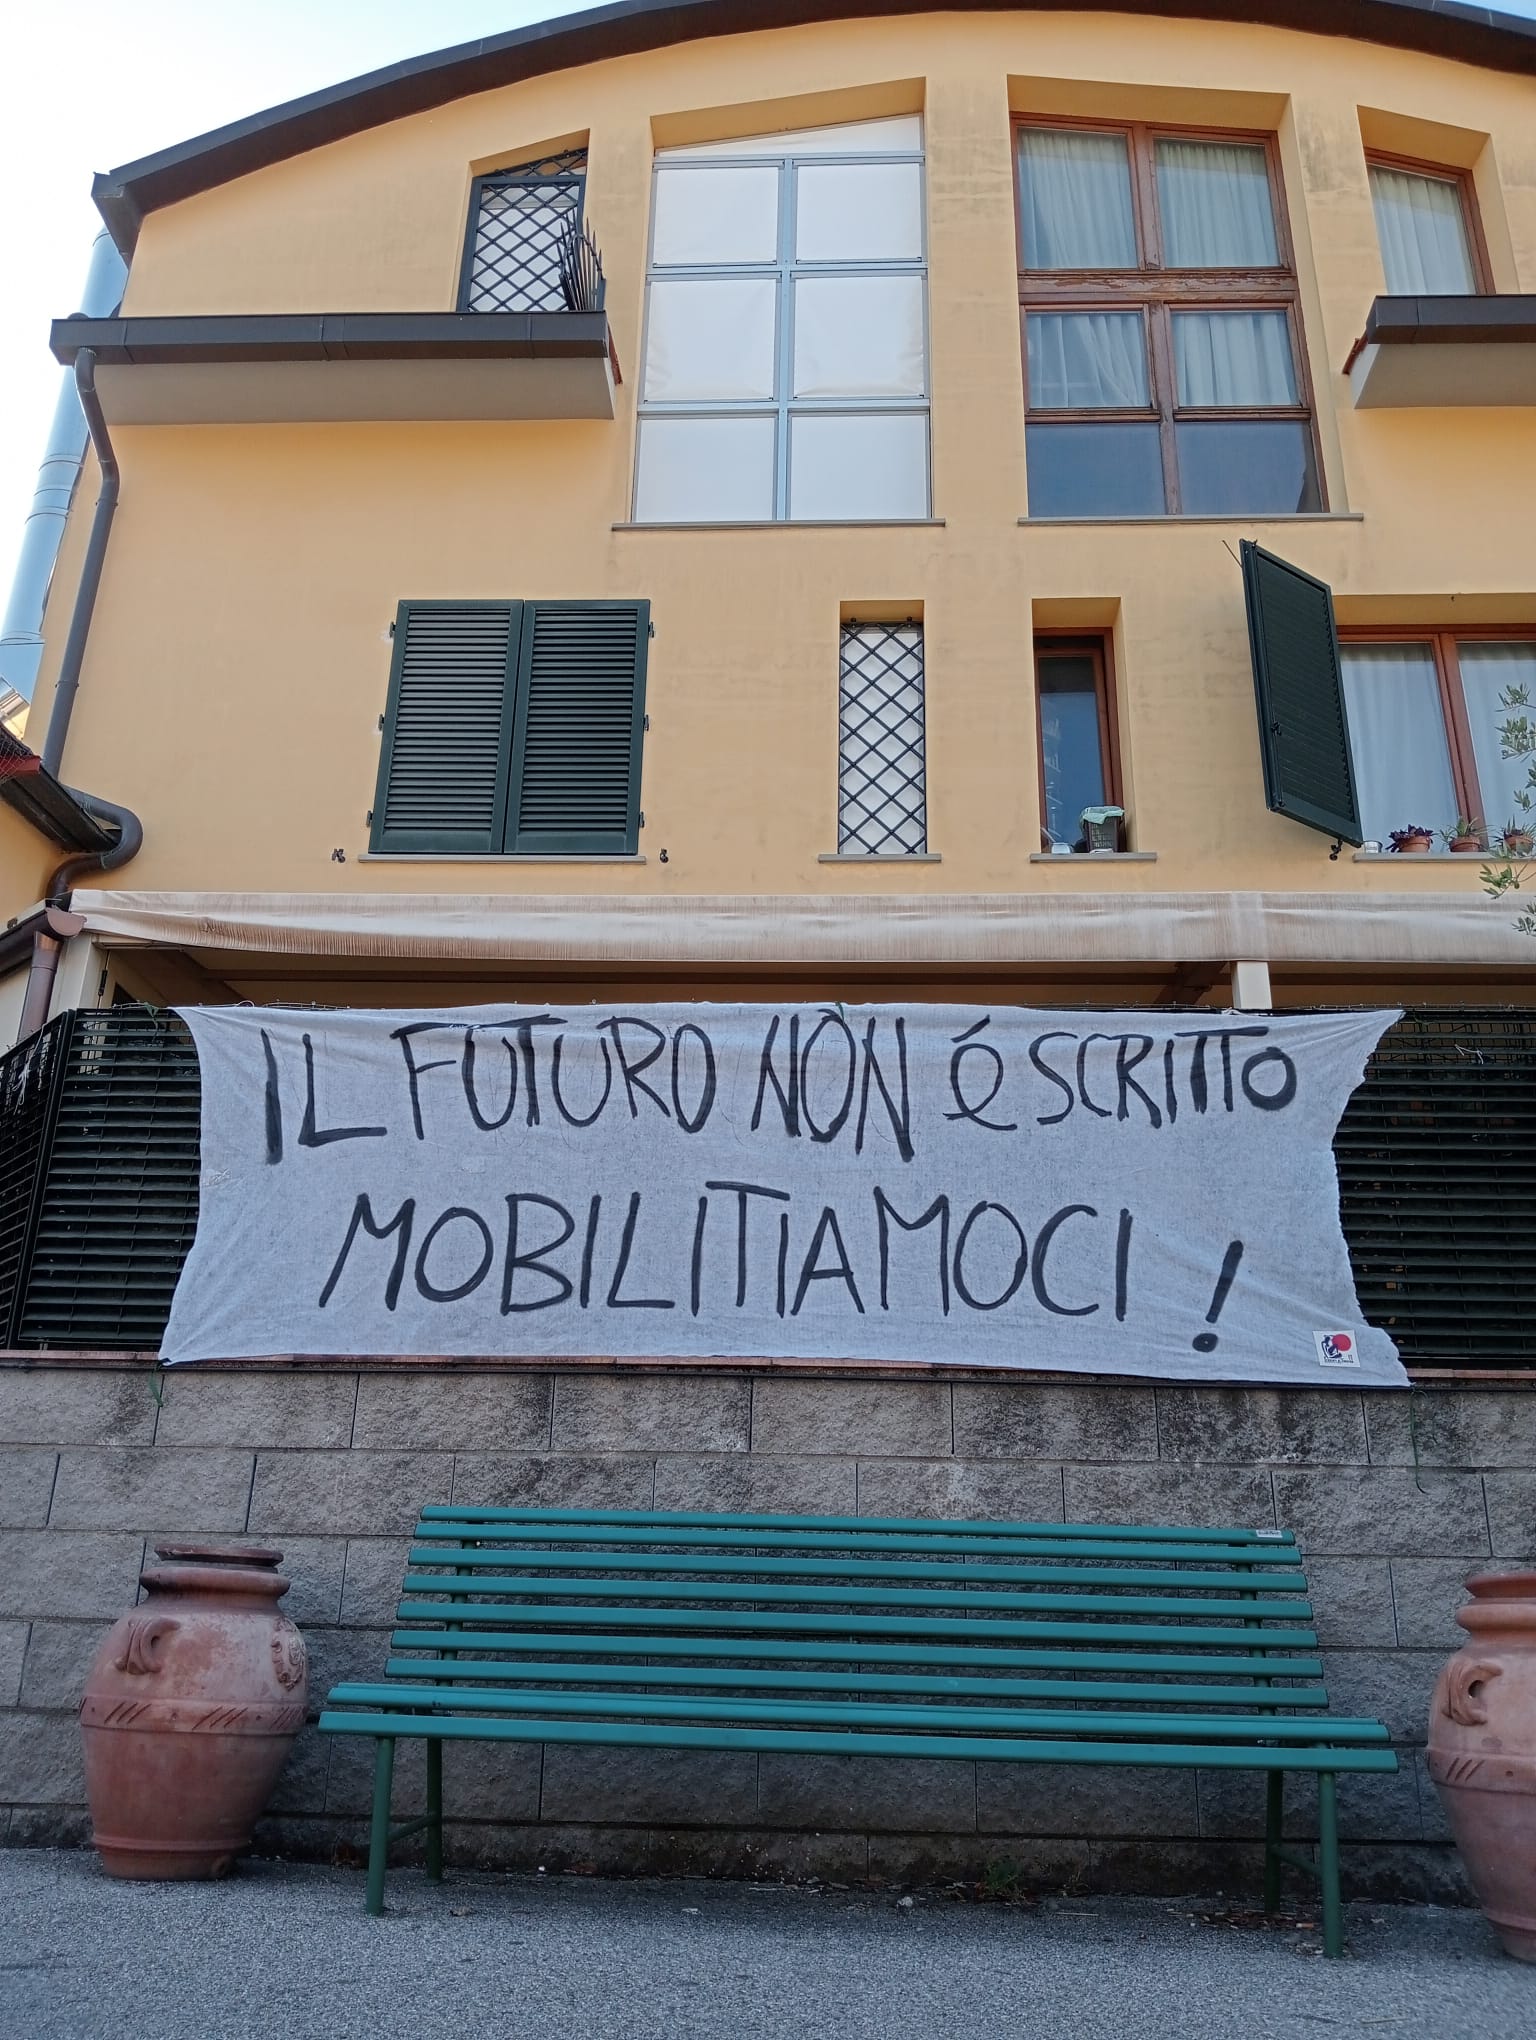 IL FUTURO NON é SCRITTO
MOBILITIAMOCI !